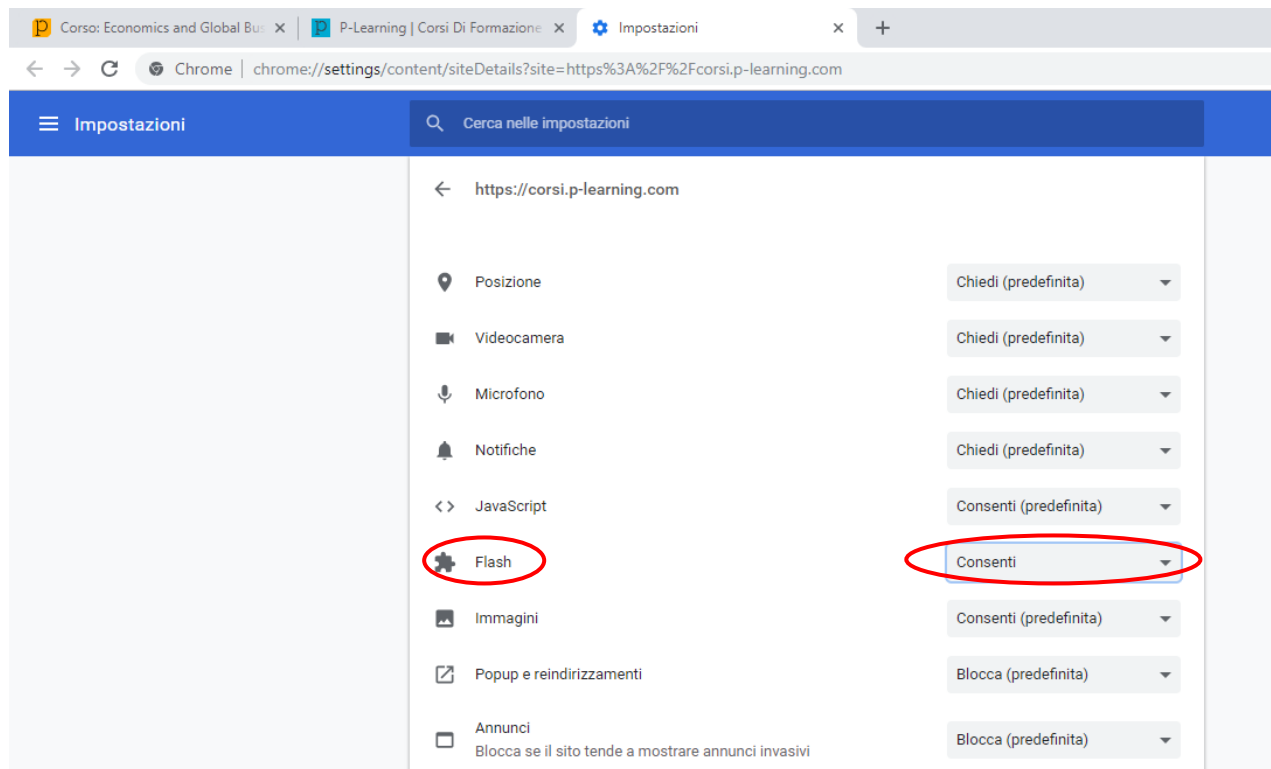 Corso: Economics and Global Bus
P-Learning | Corsi Di Formazione
Impostazioni
Chrome | chrome://settings/content/siteDetails?site=https%3A%2F%2Fcorsi.p-learning.com
Impostazioni
Cerca nelle impostazioni
https://corsi.p-learning.com
Posizione Chiedi (predefinita)
Videocamera Chiedi (predefinita)
Microfono Chiedi (predefinita)
Notifiche Chiedi (predefinita)
JavaScript Consenti (predefinita)
Flash Consenti
Immagini Consenti (predefinita)
Popup e reindirizzamenti Blocca (predefinita)
Annunci
Blocca se il sito tende a mostrare annunci invasivi Blocca (predefinita)